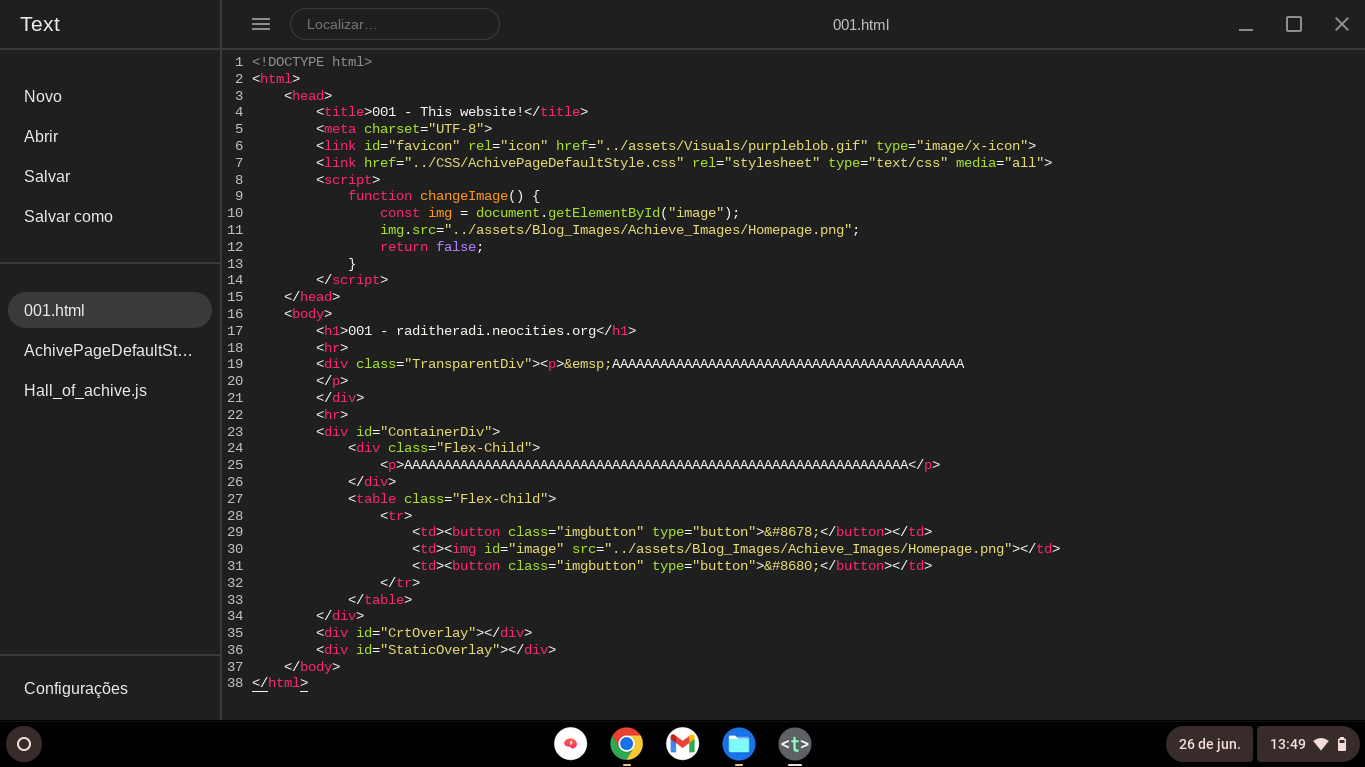 Text
Localizar…
001.html
Novo
Abrir
Salvar
Salvar como
001.html
AchivePageDefaultSt…
Hall_of_achive.js
Configurações
1 <!DOCTYPE html>
2 <html>
3     <head>
4         <title>001 - This website!</title>
5         <meta charset="UTF-8">
6         <link id="favicon" rel="icon" href="../assets/Visuals/purpleblob.gif" type="image/x-icon">
7         <link href="../CSS/AchivePageDefaultStyle.css" rel="stylesheet" type="text/css" media="all">
8         <script>
9             function changeImage() {
10                 const img = document.getElementById("image");
11                 img.src="../assets/Blog_Images/Achieve_Images/Homepage.png";
12                 return false;
13             }
14         </script>
15     </head>
16     <body>
17         <h1>001 - raditheradi.neocities.org</h1>
18         <hr>
19         <div class="TransparentDiv"><p>&emsp;AAAAAAAAAAAAAAAAAAAAAAAAAAAAAAAAAAAAAAAAAAAA
20         </p>
21         </div>
22         <hr>
23         <div id="ContainerDiv">
24             <div class="Flex-Child">
25                 <p>AAAAAAAAAAAAAAAAAAAAAAAAAAAAAAAAAAAAAAAAAAAAAAAAAAAAAAAAAAAAAAA</p>
26             </div>
27             <table class="Flex-Child">
28                 <tr>
29                     <td><button class="imgbutton" type="button">&#8678;</button></td>
30                     <td><img id="image" src="../assets/Blog_Images/Achieve_Images/Homepage.png"></td>
31                     <td><button class="imgbutton" type="button">&#8680;</button></td>
32                 </tr>
33             </table>
34         </div>
35         <div id="CrtOverlay"></div>
36         <div id="StaticOverlay"></div>
37     </body>
38 </html>
<t>
26 de jun.
13:49